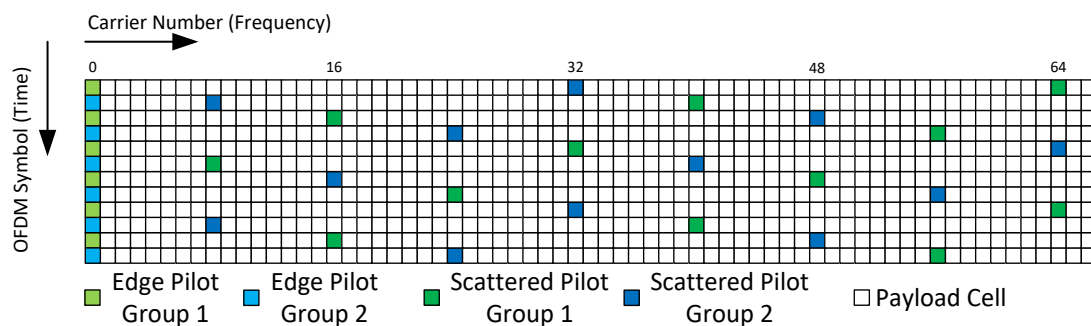 Carrier Number (Frequency)
OFDM Symbol (Time)
0 16 32 48 64
Edge Pilot
Group 1
Edge Pilot
Group 2
Scattered Pilot
Group 1
Scattered Pilot
Group 2
Payload Cell